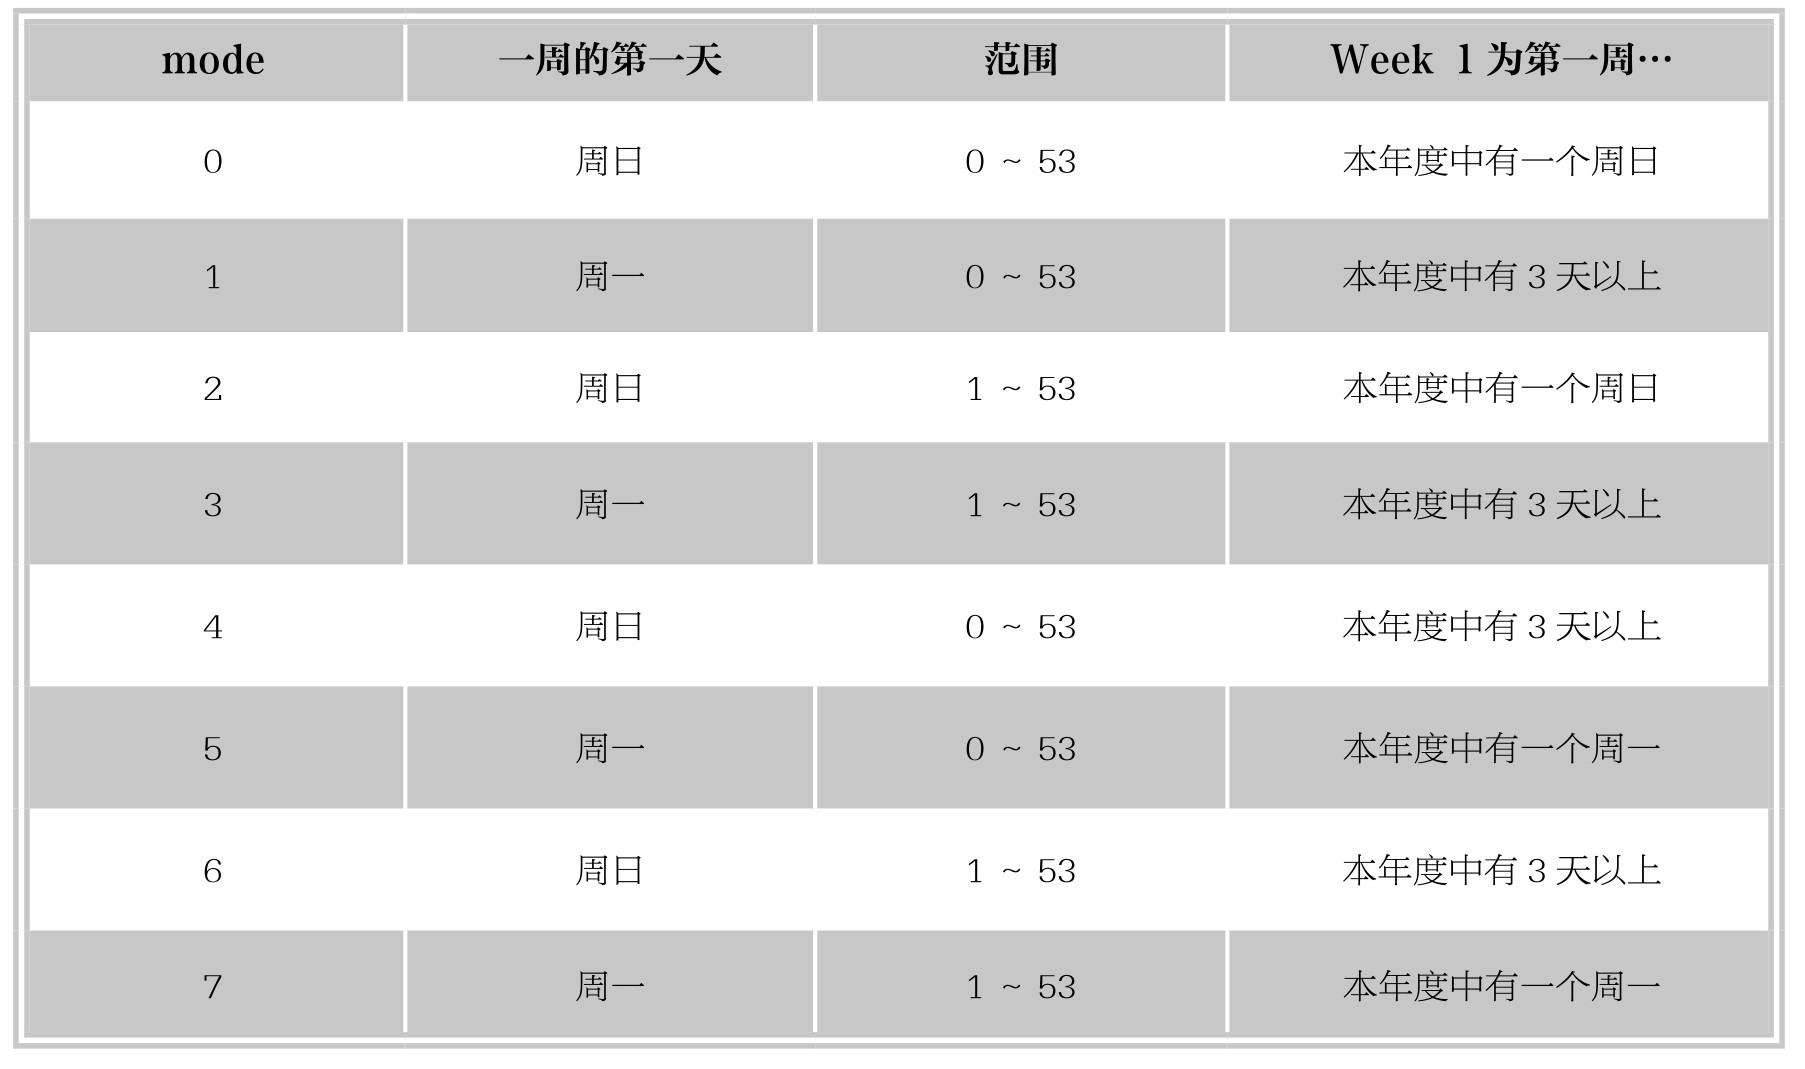 mode 一周的第一天 范围 Week 1 为第一周…
0 周日 0 ~ 53 本年度中有一个周日
1 周一 0 ~ 53 本年度中有 3 天以上
2 周日 1 ~ 53 本年度中有一个周日
3 周一 1 ~ 53 本年度中有 3 天以上
4 周日 0 ~ 53 本年度中有 3 天以上
5 周一 0 ~ 53 本年度中有一个周一
6 周日 1 ~ 53 本年度中有 3 天以上
7 周一 1 ~ 53 本年度中有一个周一